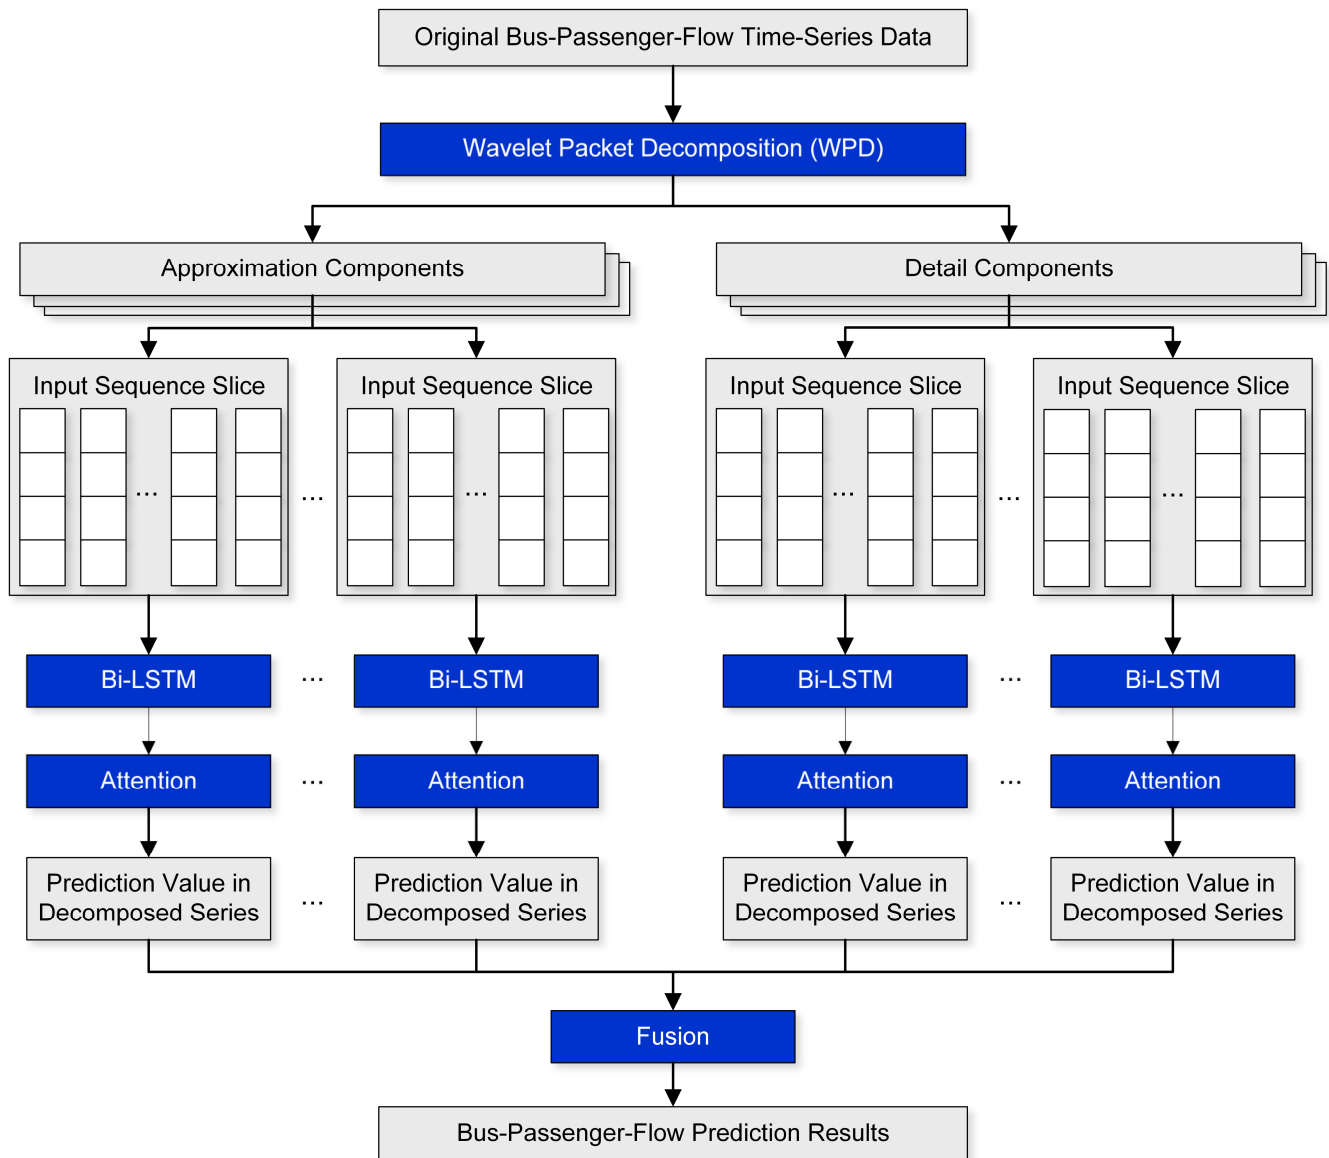 Original Bus-Passenger-Flow Time-Series Data
Wavelet Packet Decomposition (WPD)
Approximation Components
Detail Components
Input Sequence Slice
Input Sequence Slice
Input Sequence Slice
Input Sequence Slice
...
...
...
...
...
...
Bi-LSTM
...
Bi-LSTM
Bi-LSTM
...
Bi-LSTM
Attention
...
Attention
Attention
...
Attention
Prediction Value in
Decomposed Series
...
Prediction Value in
Decomposed Series
Prediction Value in
Decomposed Series
...
Prediction Value in
Decomposed Series
Fusion
Bus-Passenger-Flow Prediction Results